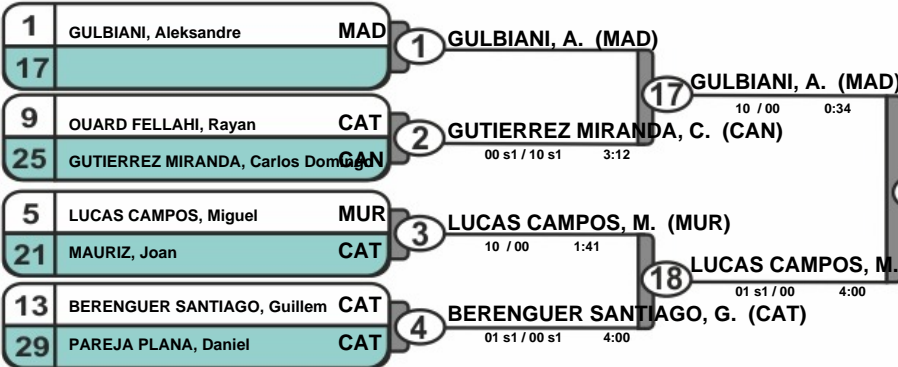 1 GULBIANI, Aleksandre MAD
17
1 GULBIANI, A. (MAD)
9 OUARD FELLAHI, Rayan CAT
25 GUTIERREZ MIRANDA, Carlos Domingo CAN
2 GUTIERREZ MIRANDA, C. (CAN)
00 s1 / 10 s1 3:12
17 GULBIANI, A. (MAD)
10 / 00 0:34
5 LUCAS CAMPOS, Miguel MUR
21 MAURIZ, Joan CAT
3 LUCAS CAMPOS, M. (MUR)
10 / 00 1:41
13 BERENGUER SANTIAGO, Guillem CAT
29 PAREJA PLANA, Daniel CAT
4 BERENGUER SANTIAGO, G. (CAT)
01 s1 / 00 s1 4:00
18 LUCAS CAMPOS, M.
01 s1 / 00 4:00